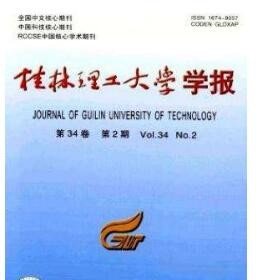 全国中文核心期刊
中国科技核心期刊
RCCSE中国核心学术期刊
ISSN 1674-9057
CODEN GLDXAP
桂林理工大学学报
JOURNAL OF GUILIN UNIVERSITY OF TECHNOLOGY
第34卷 第2期 Vol.34 No.2